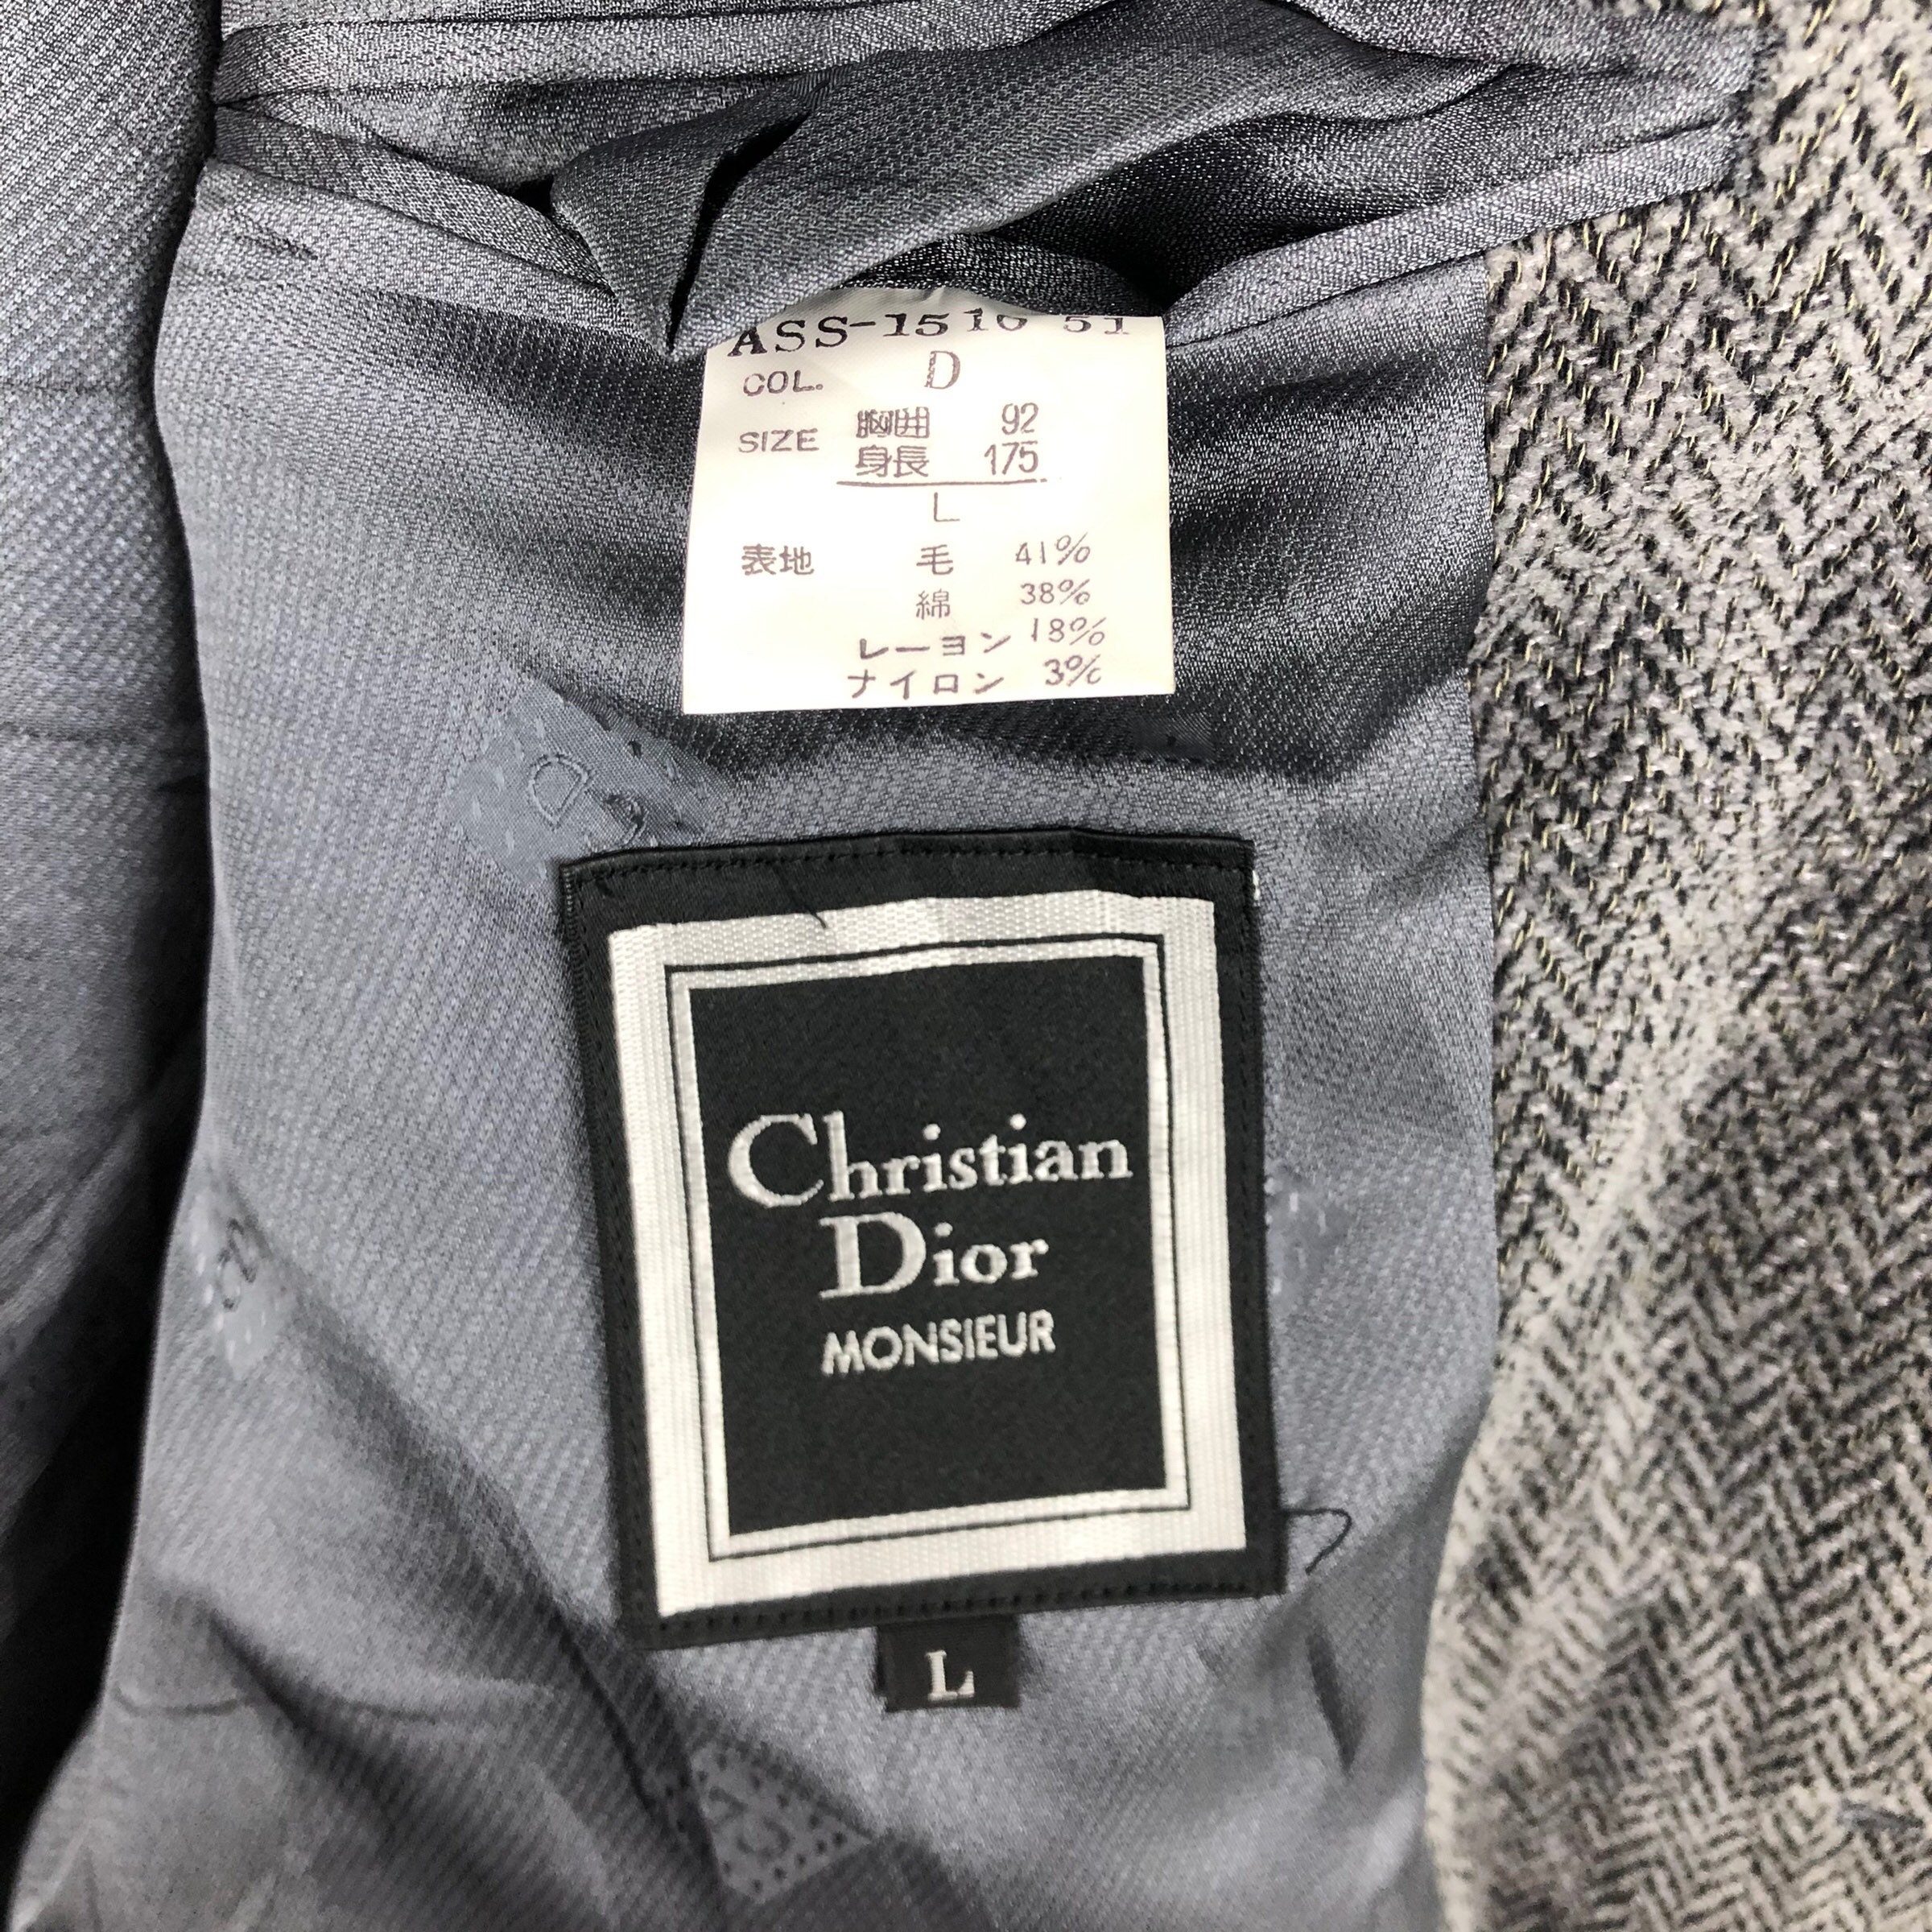 ASS-1510 51
COL. D
SIZE 胸囲 92
身長 175
L
表地 毛 41%
綿 38%
レーヨン 18%
ナイロン 3%
Christian
Dior
MONSIEUR
L